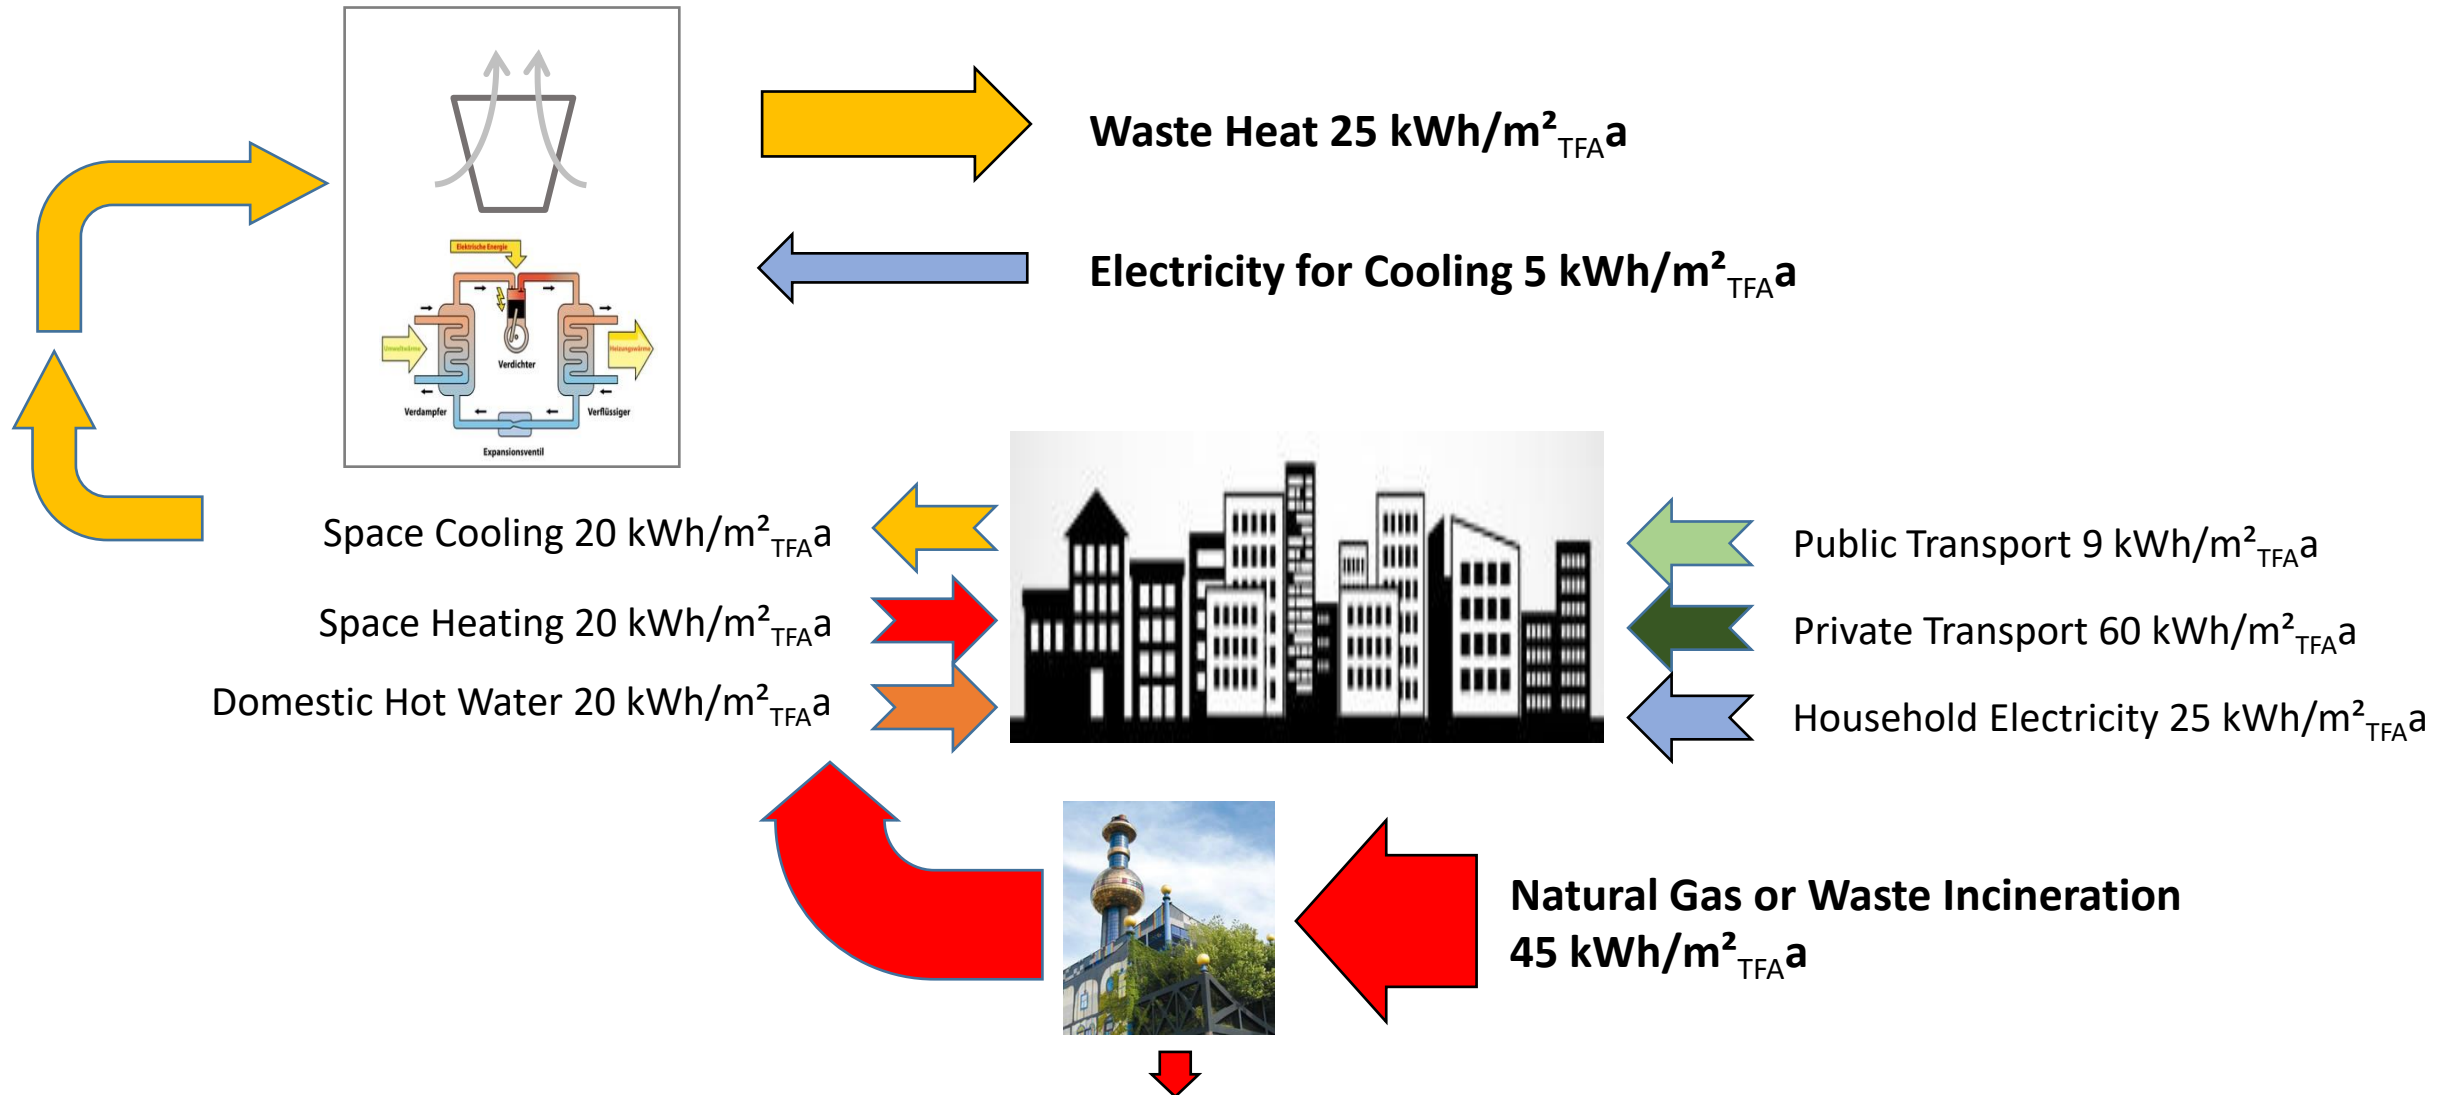 Waste Heat 25 kWh/m²TFAa
Electricity for Cooling 5 kWh/m²TFAa
Elektrische Energie
Umweltwärme
Heizungswärme
Verdichter
Verdampfer
Verflüssiger
Expansionsventil
Space Cooling 20 kWh/m²TFAa
Space Heating 20 kWh/m²TFAa
Domestic Hot Water 20 kWh/m²TFAa
Public Transport 9 kWh/m²TFAa
Private Transport 60 kWh/m²TFAa
Household Electricity 25 kWh/m²TFAa
Natural Gas or Waste Incineration
45 kWh/m²TFAa